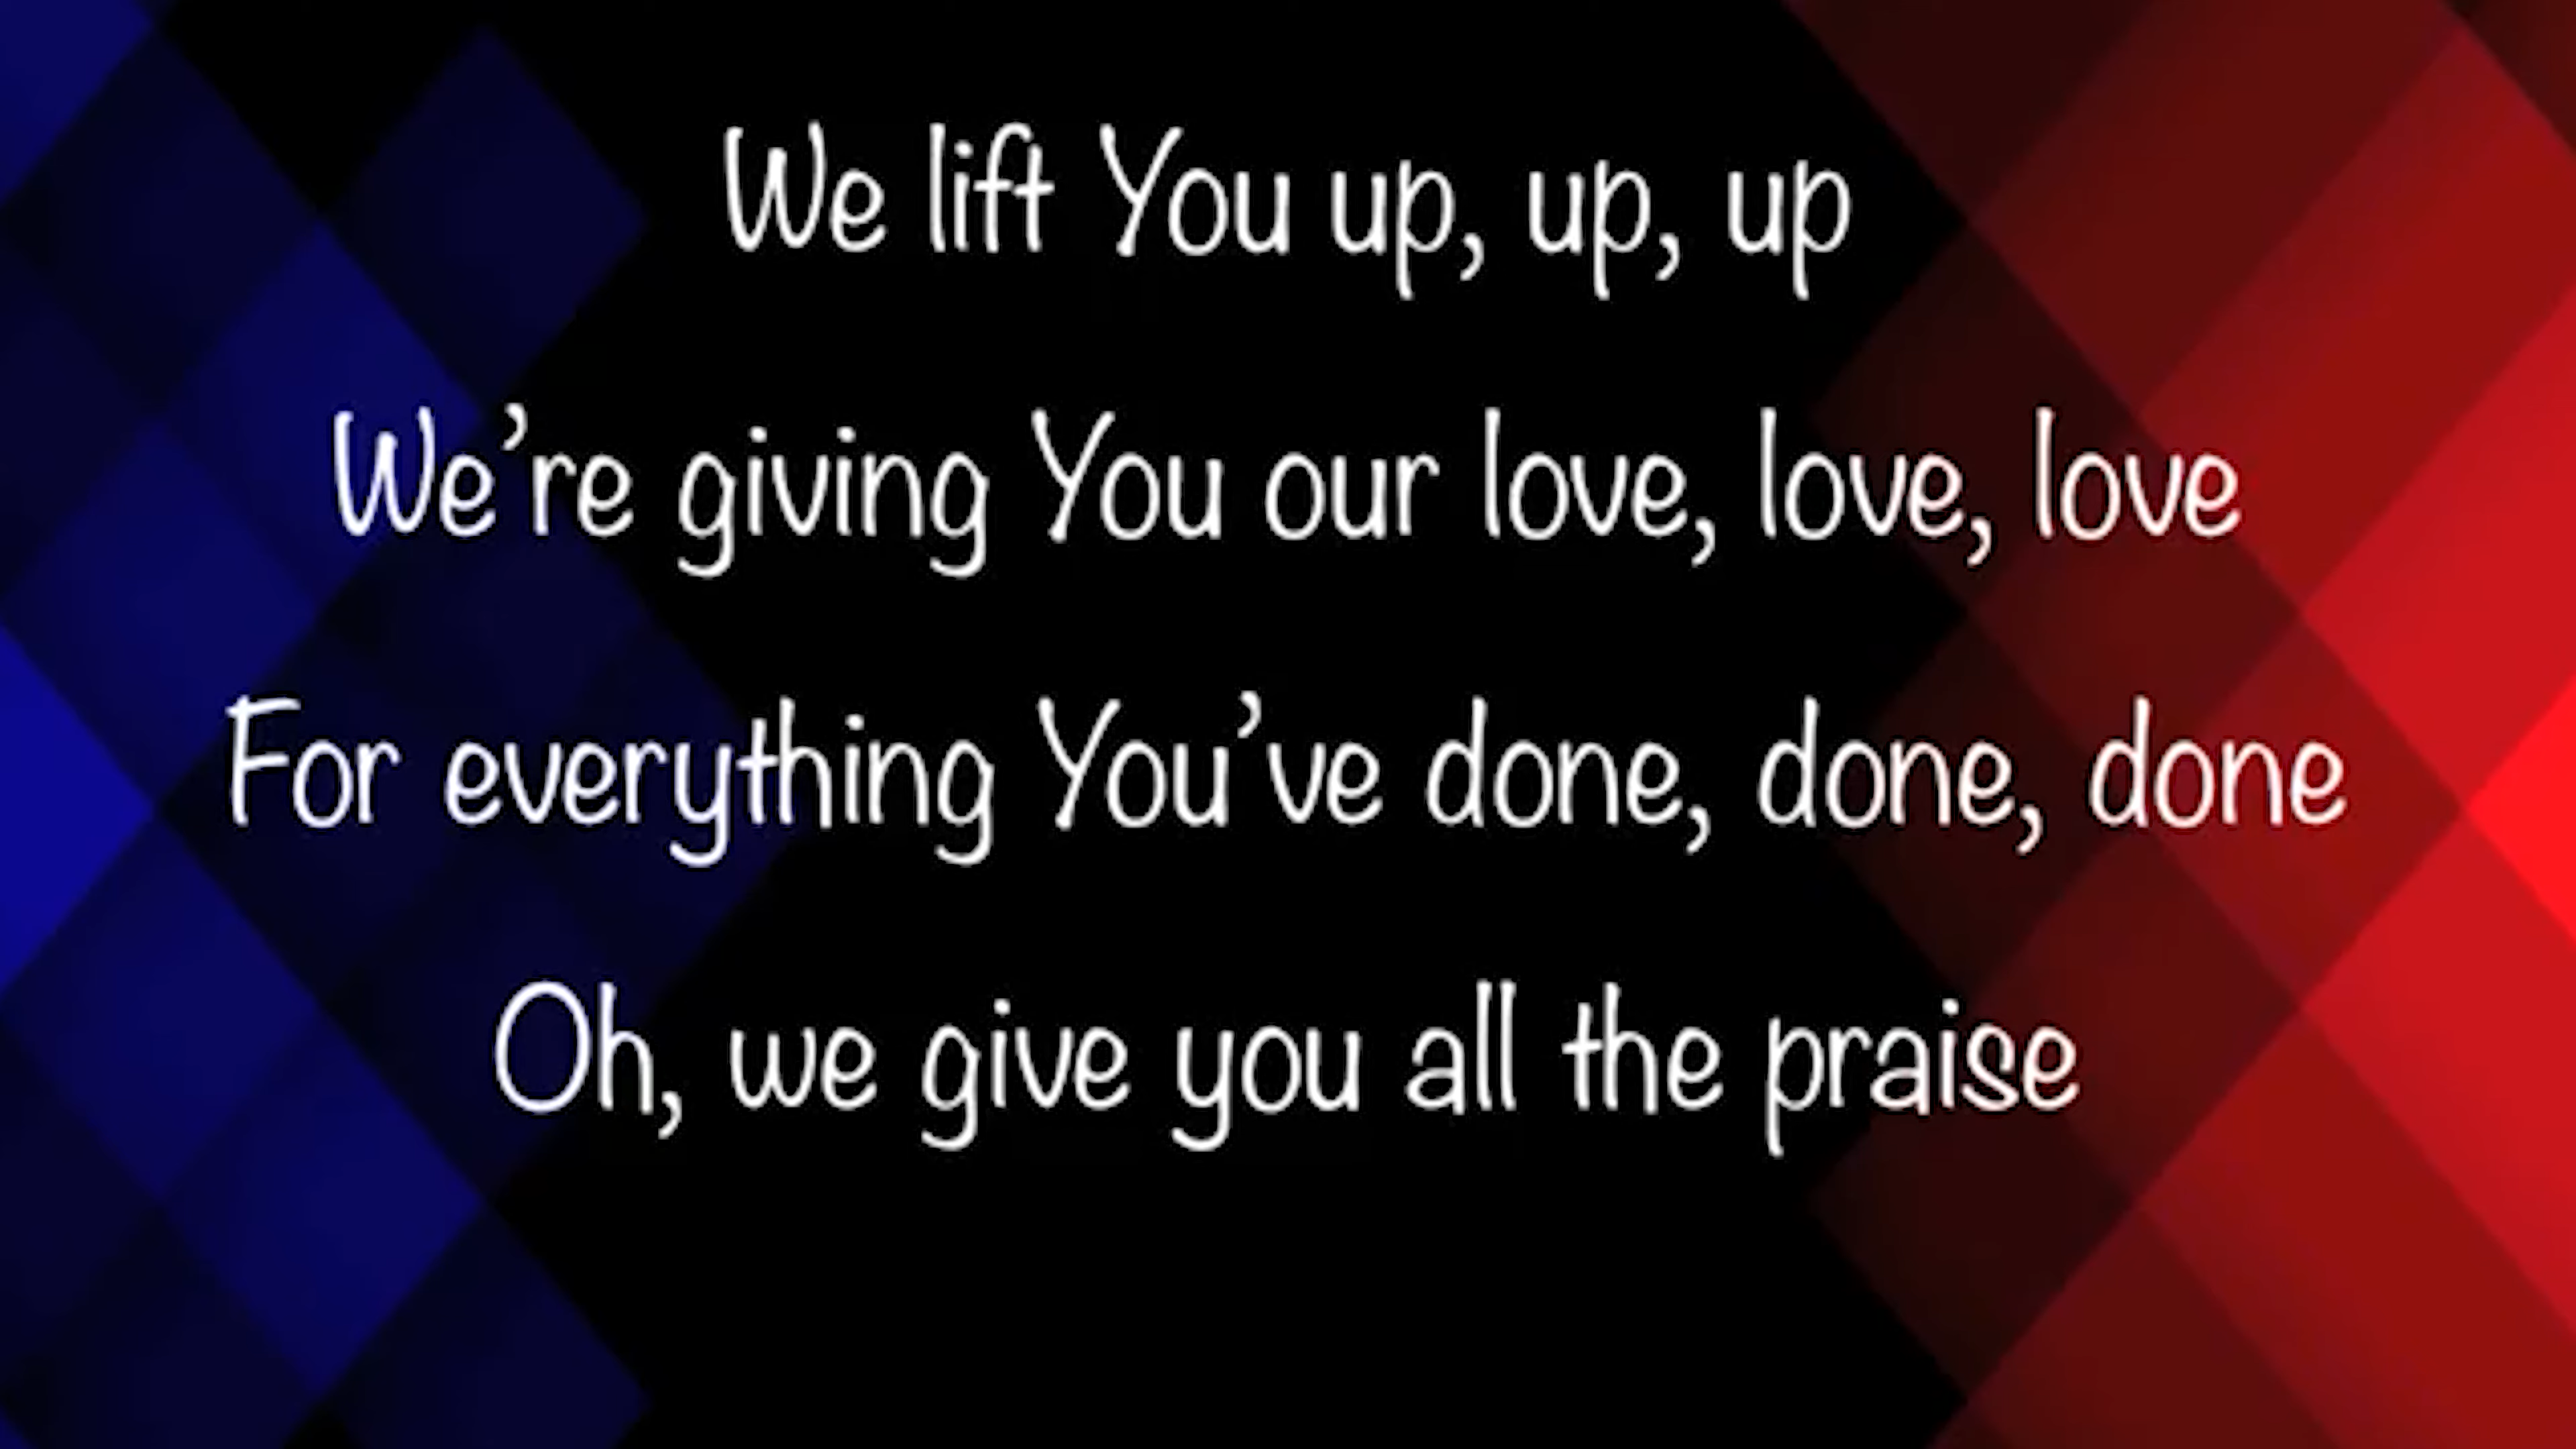 We lift You up, up, up
We’re giving You our love, love, love
For everything You’ve done, done, done
Oh, we give you all the praise